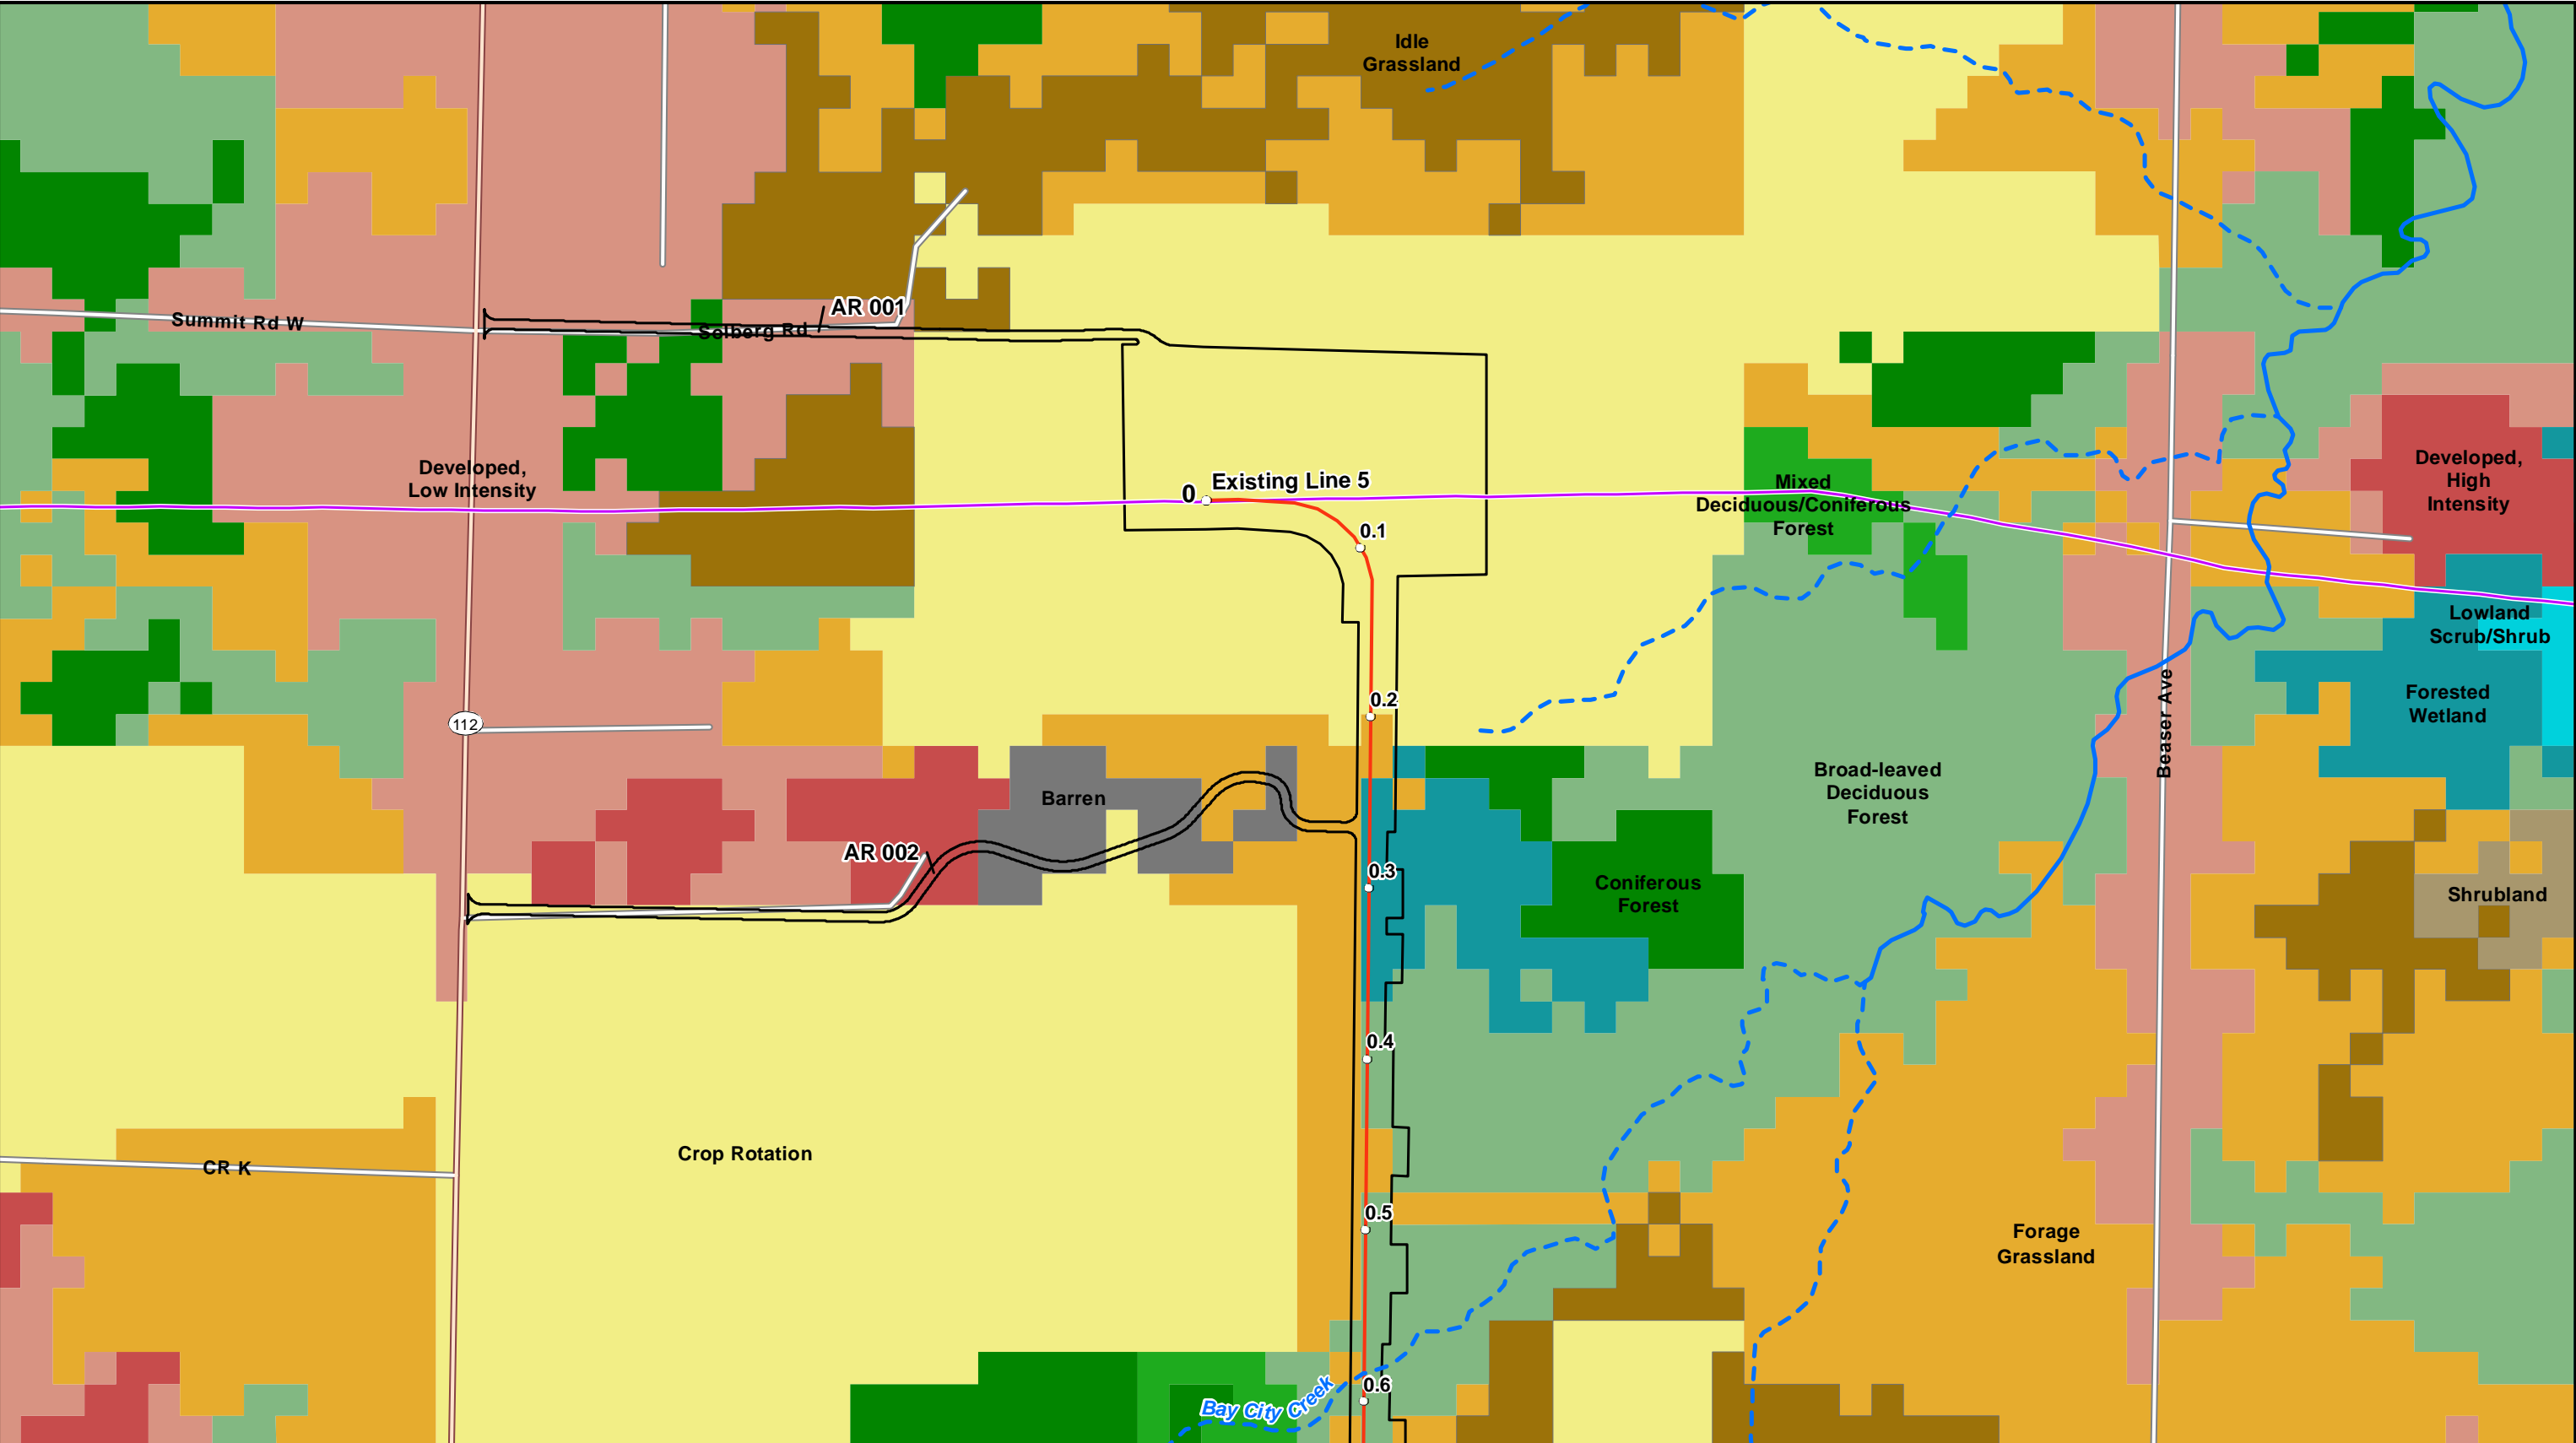 Idle
Grassland
AR 001
Summit Rd W
Solberg Rd
Developed,
Low Intensity
Existing Line 5
0
0.1
Mixed
Deciduous/Coniferous
Forest
Developed,
High
Intensity
Lowland
Scrub/Shrub
0.2
Forested
Wetland
112
Beaser Ave
Barren
Broad-leaved
Deciduous
Forest
AR 002
0.3
Coniferous
Forest
Shrubland
0.4
Crop Rotation
CR K
0.5
Forage
Grassland
0.6
Bay City Creek